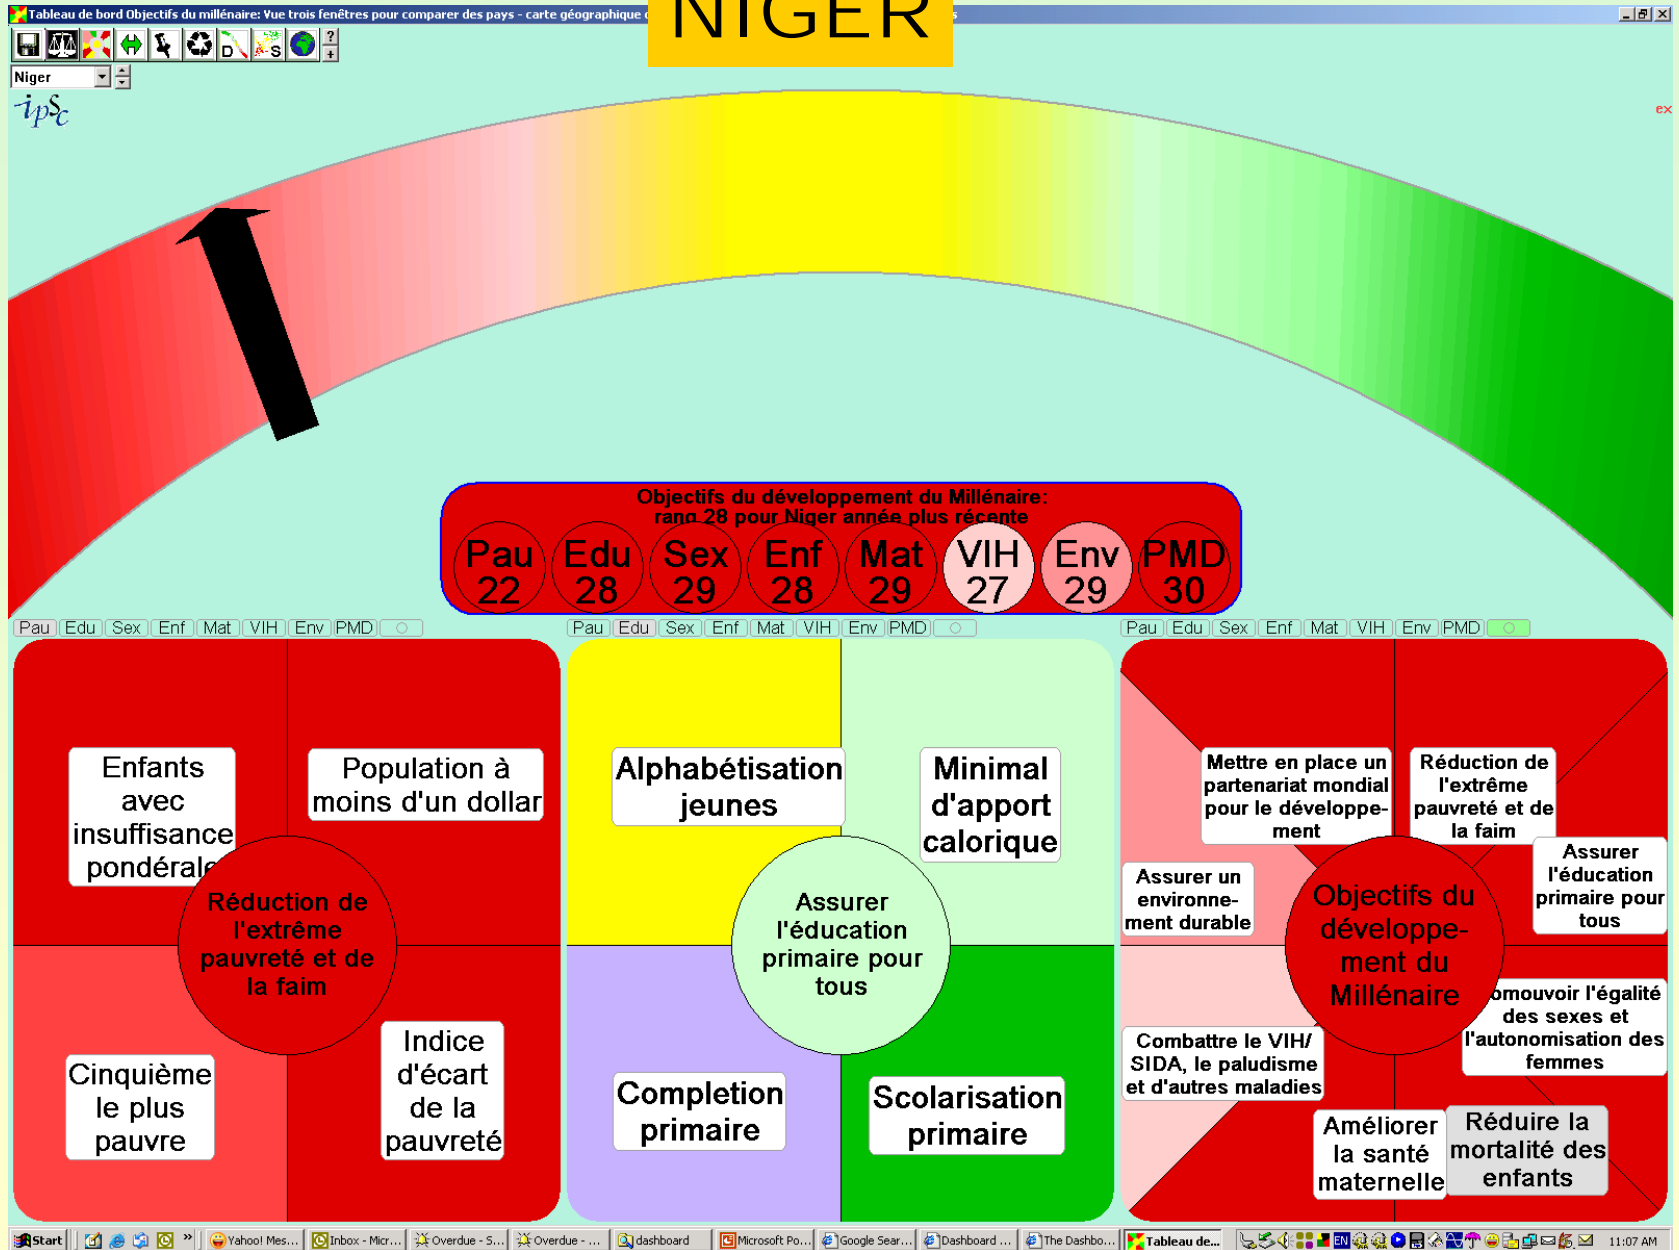 Tableau de bord Objectifs du millénaire: Vue trois fenêtres pour comparer des pays - carte géographique
NIGER
D
S
?
+
Niger
ipSc
ex
Objectifs du développement du Millénaire:
rang 28 pour Niger année plus récente
Pau Edu Sex Enf Mat VIH Env PMD
22 28 29 28 29 27 29 30
Pau Edu Sex Enf Mat VIH Env PMD
Pau Edu Sex Enf Mat VIH Env PMD
Pau Edu Sex Enf Mat VIH Env PMD
Enfants
avec
insuffisance
pondérale
Population à
moins d'un dollar
Réduction de
l'extrême
pauvreté et de
la faim
Cinquième
le plus
pauvre
Indice
d'écart
de la
pauvreté
Alphabétisation
jeunes
Minimal
d'apport
calorique
Assurer
l'éducation
primaire pour
tous
Completion
primaire
Scolarisation
primaire
Mettre en place un
partenariat mondial
pour le développe-
ment
Réduction de
l'extrême
pauvreté et de
la faim
Assurer
l'éducation
primaire pour
tous
Assurer un
environne-
ment durable
Objectifs du
développe-
ment du
Millénaire
omouvoir l'égalité
des sexes et
l'autonomisation des
femmes
Combattre le VIH/
SIDA, le paludisme
et d'autres maladies
Améliorer
la santé
maternelle
Réduire la
mortalité des
enfants
Start » Yahoo! Mes... Inbox - Micr... Overdue - S... Overdue - ... dashboard Microsoft Po... Google Sear... Dashboard ... The Dashbo... Tableau de... EN 11:07 AM